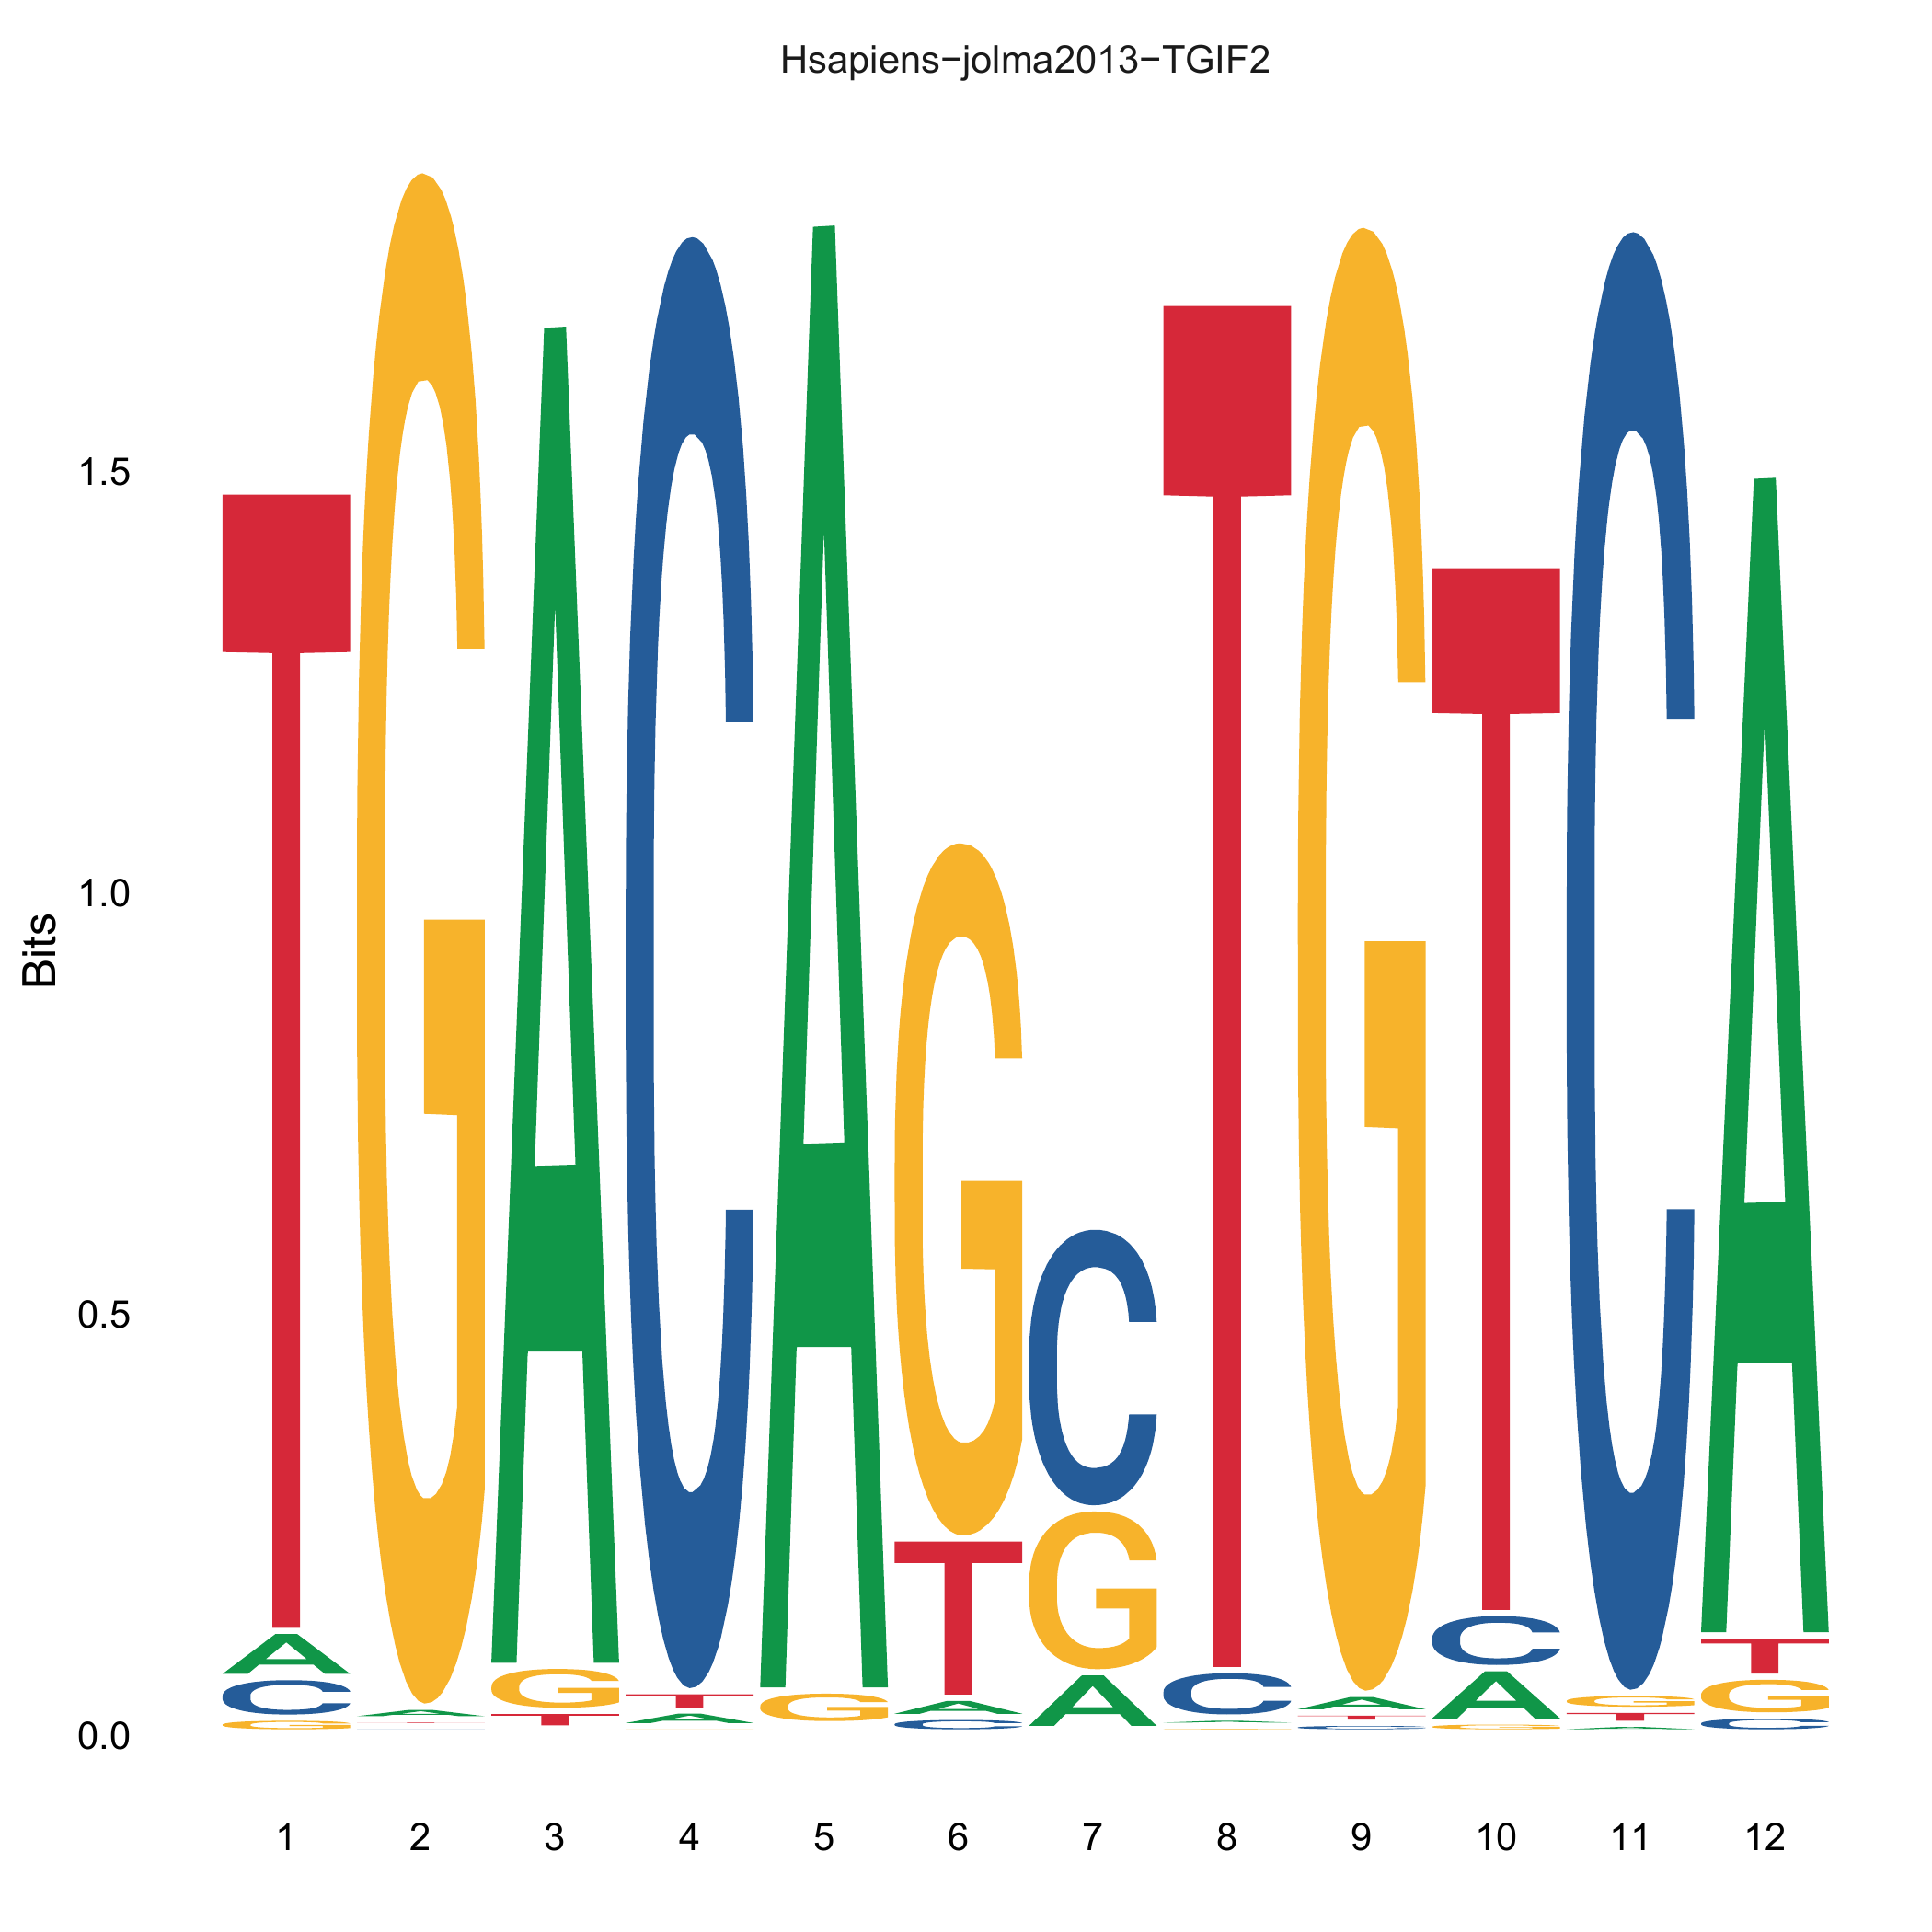 Hsapiens−jolma2013−TGIF2
Bits
1.5
1.0
0.5
0.0
T G A C A G C T G T C A
A A G T G T G C A C G T
C T T A A A A T A T G
G C G C G A C
1 2 3 4 5 6 7 8 9 10 11 12